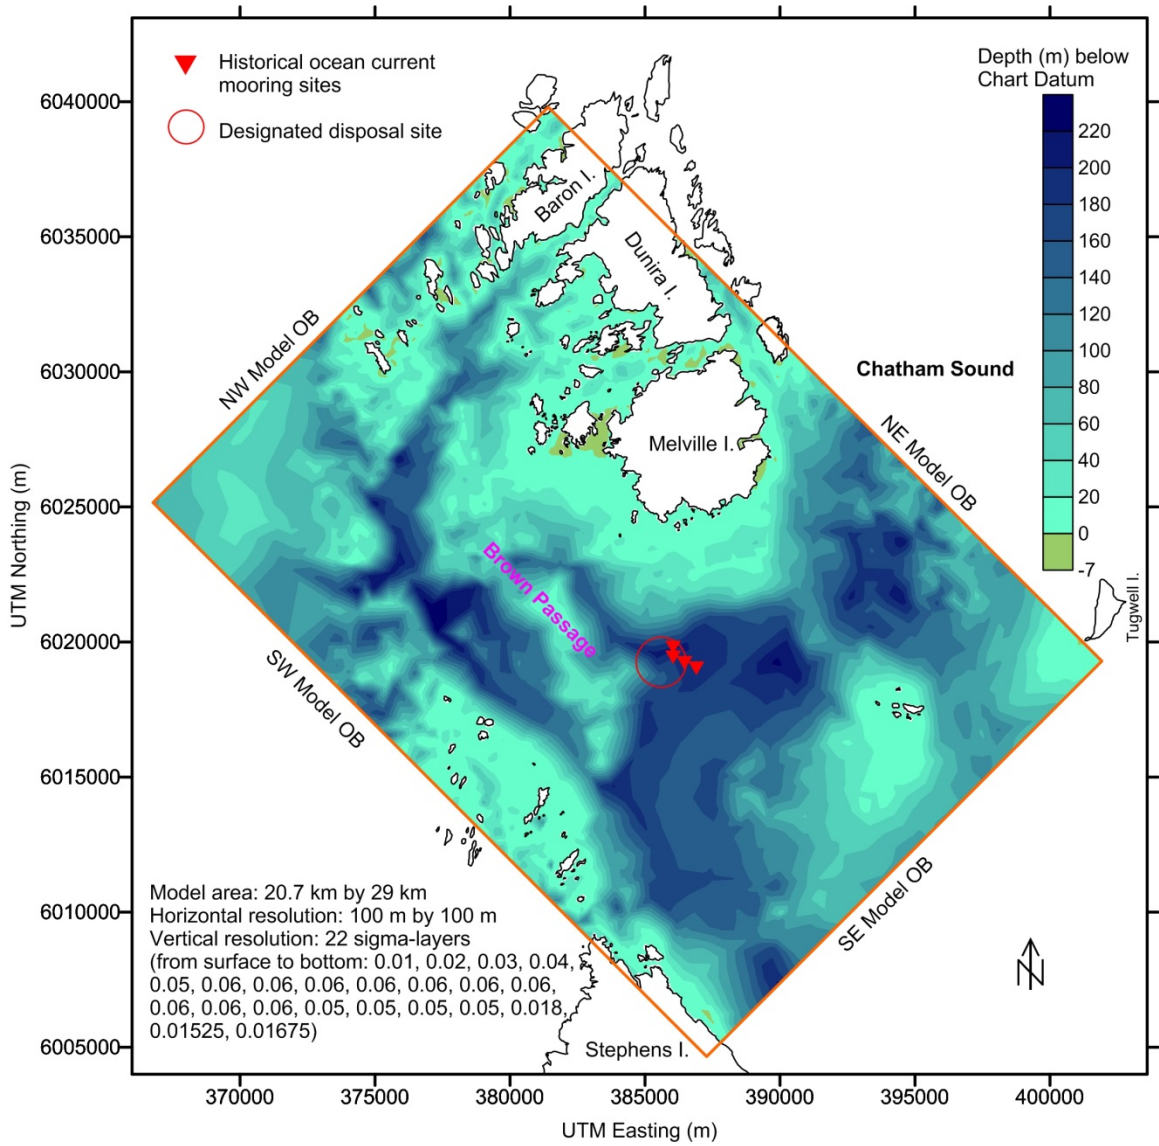 Historical ocean current
mooring sites
Designated disposal site
Depth (m) below
Chart Datum
220
200
180
160
140
120
100
80
60
40
20
0
-7
6040000
6035000
6030000
6025000
6020000
6015000
6010000
6005000
UTM Northing (m)
Baron I.
Dunira I.
Melville I.
Chatham Sound
NW Model OB
NE Model OB
Brown Passage
Tugwell I.
SW Model OB
SE Model OB
Model area: 20.7 km by 29 km
Horizontal resolution: 100 m by 100 m
Vertical resolution: 22 sigma-layers
(from surface to bottom: 0.01, 0.02, 0.03, 0.04,
0.05, 0.06, 0.06, 0.06, 0.06, 0.06, 0.06, 0.06,
0.06, 0.06, 0.06, 0.05, 0.05, 0.05, 0.05, 0.018,
0.01525, 0.01675)
Stephens I.
N
370000
375000
380000
385000
390000
395000
400000
UTM Easting (m)